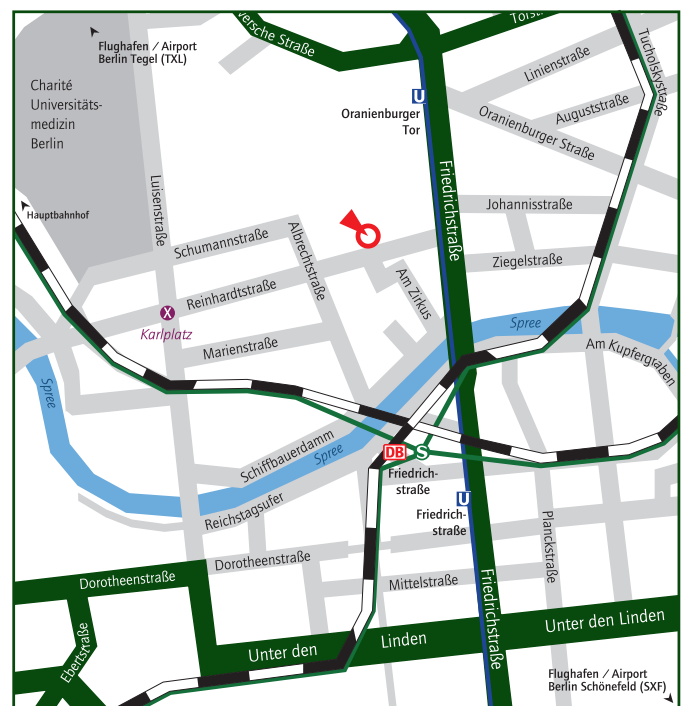 versche Straße
Torst
Flughafen / Airport
Berlin Tegel (TXL)
Tucholskystraße
Linienstraße
Charité
Universitäts-
medizin
Berlin
U
Auguststraße
Oranienburger
Tor
Oranienburger Straße
Friedrichstraße
Luisenstraße
Johannisstraße
Hauptbahnhof
Schumannstraße
Albrechtstraße
Ziegelstraße
Am Zirkus
Reinhardtstraße
X
Karlplatz
Spree
Marienstraße
Am Kupfergraben
Spree
Schiffbauerdamm
Spree
DB
S
Friedrich-
straße
U
Friedrich-
straße
Reichstagsufer
Planckstraße
Dorotheenstraße
Dorotheenstraße
Mittelstraße
Friedrichstraße
Unter den Linden
Ebertstraße
Unter den
Linden
Flughafen / Airport
Berlin Schönefeld (SXF)